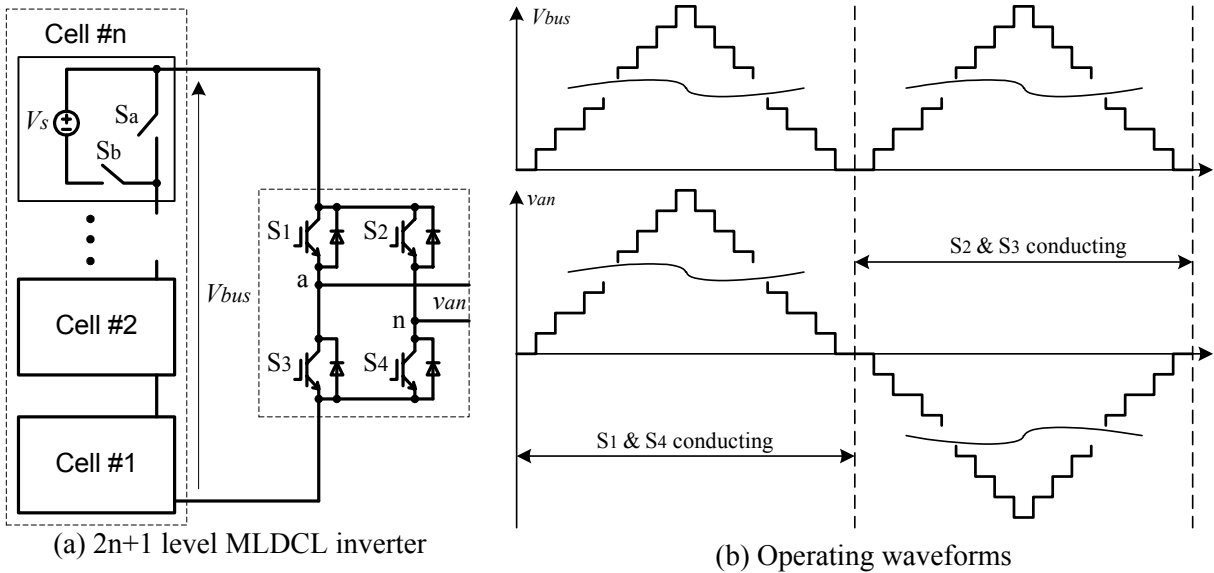 Cell #n
Vs
Sa
Sb
Vbus
Cell #2
Cell #1
S1
S2
a
van
n
S3
S4
(a) 2n+1 level MLDCL inverter
Vbus
van
S2 & S3 conducting
S1 & S4 conducting
(b) Operating waveforms